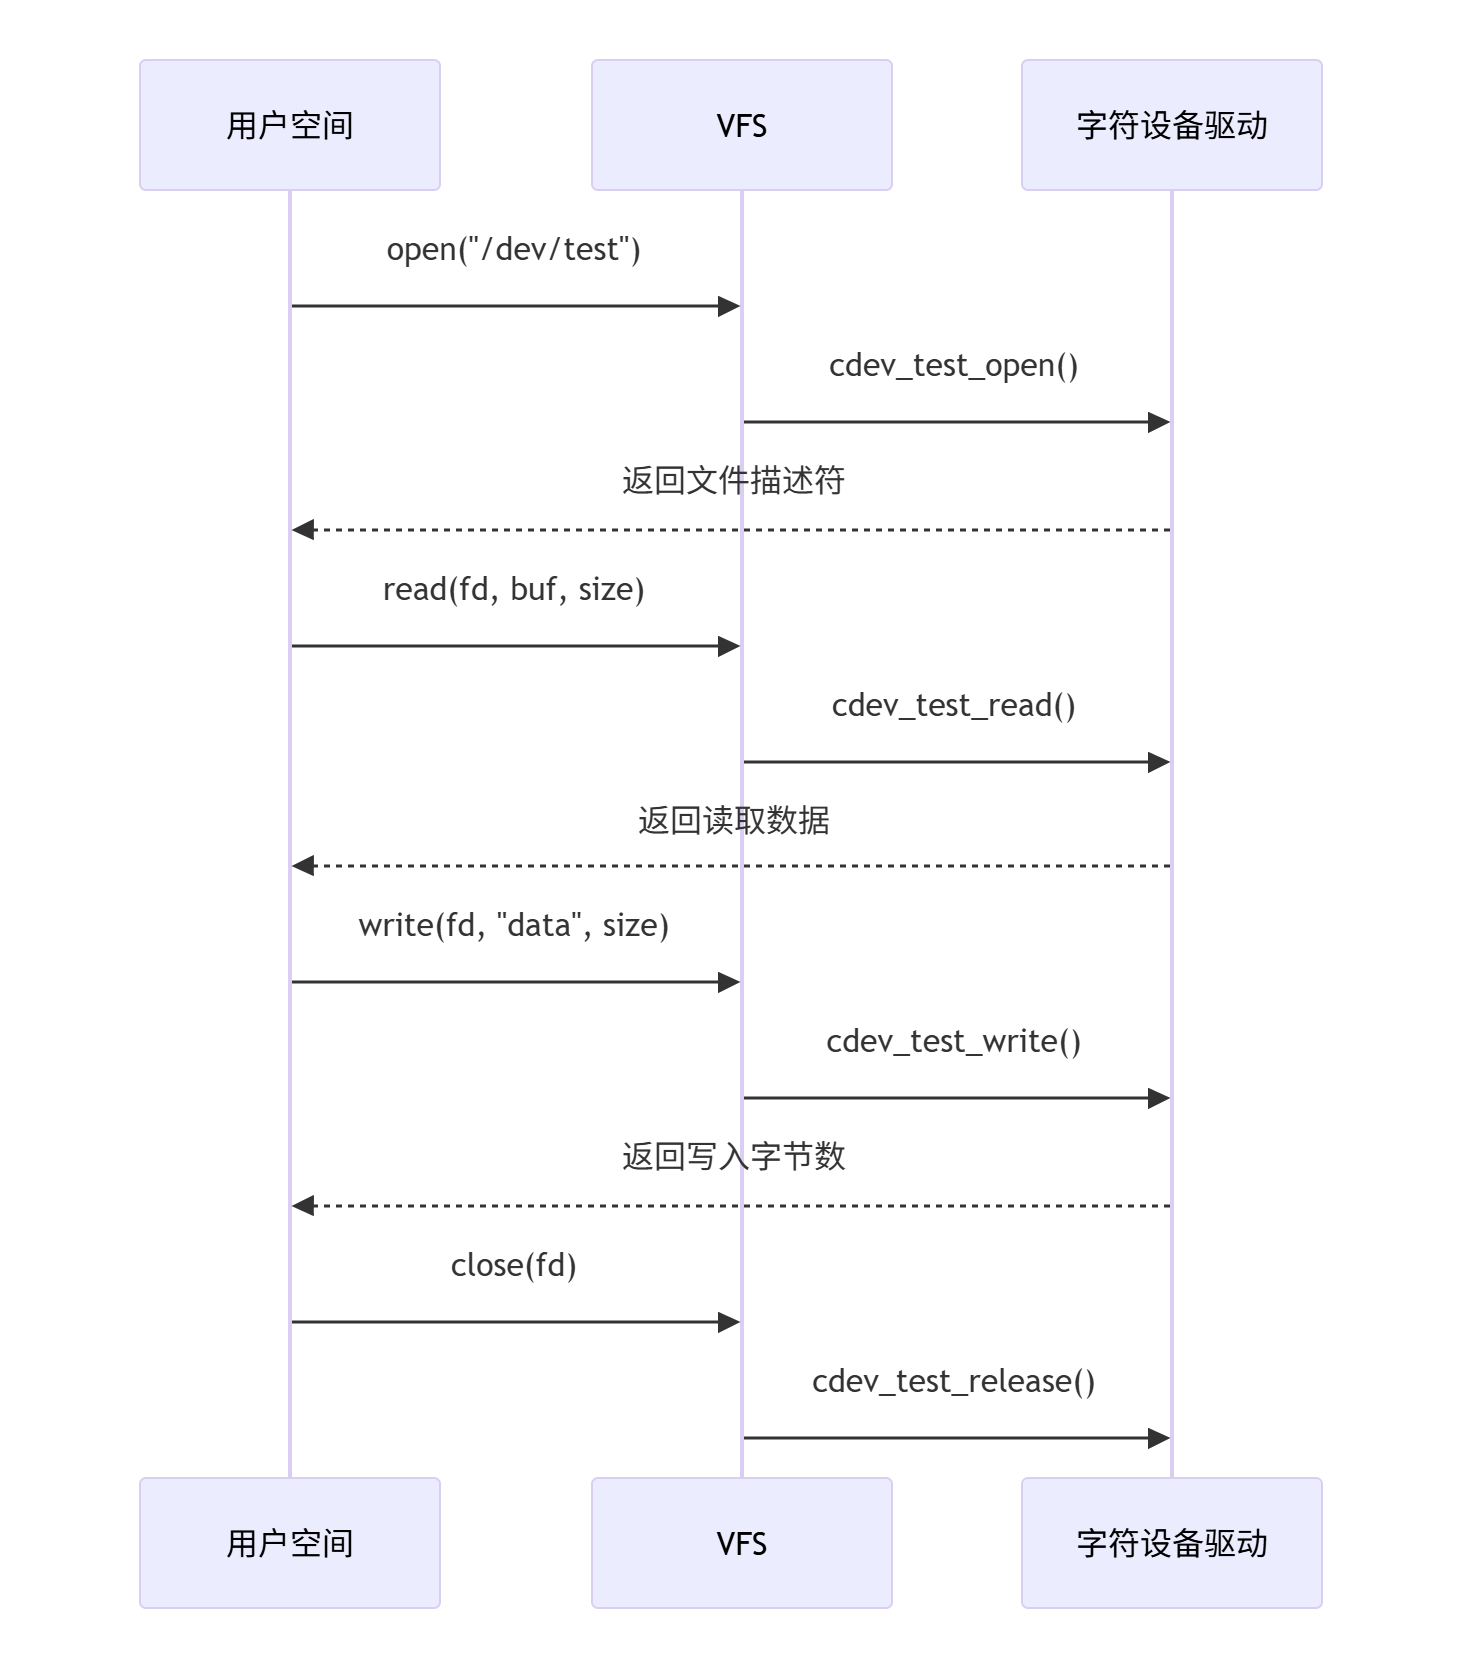 用户空间
VFS
字符设备驱动
open("/dev/test")
cdev_test_open()
返回文件描述符
read(fd, buf, size)
cdev_test_read()
返回读取数据
write(fd, "data", size)
cdev_test_write()
返回写入字节数
close(fd)
cdev_test_release()
用户空间
VFS
字符设备驱动